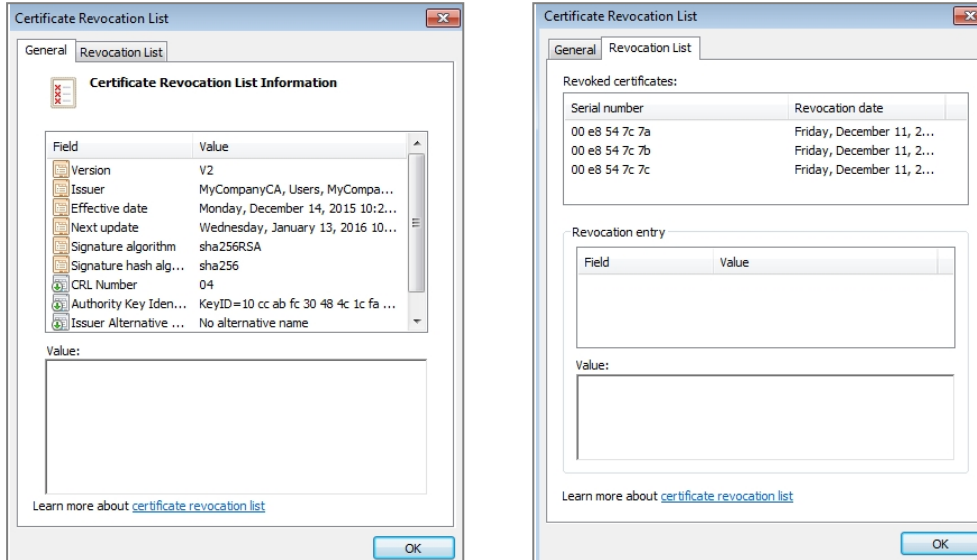 Certificate Revocation List
General Revocation List
Certificate Revocation List Information
Field Value
Version V2
Issuer MyCompanyCA, Users, MyCompa...
Effective date Monday, December 14, 2015 10:2...
Next update Wednesday, January 13, 2016 10...
Signature algorithm sha256RSA
Signature hash alg... sha256
CRL Number 04
Authority Key Iden... KeyID=10 cc ab fc 30 48 4c 1c fa ...
Issuer Alternative ... No alternative name
Value:
Learn more about certificate revocation list
OK
Certificate Revocation List
General Revocation List
Revoked certificates:
Serial number Revocation date
00 e8 54 7c 7a Friday, December 11, 2...
00 e8 54 7c 7b Friday, December 11, 2...
00 e8 54 7c 7c Friday, December 11, 2...
Revocation entry
Field Value
Value:
Learn more about certificate revocation list
OK